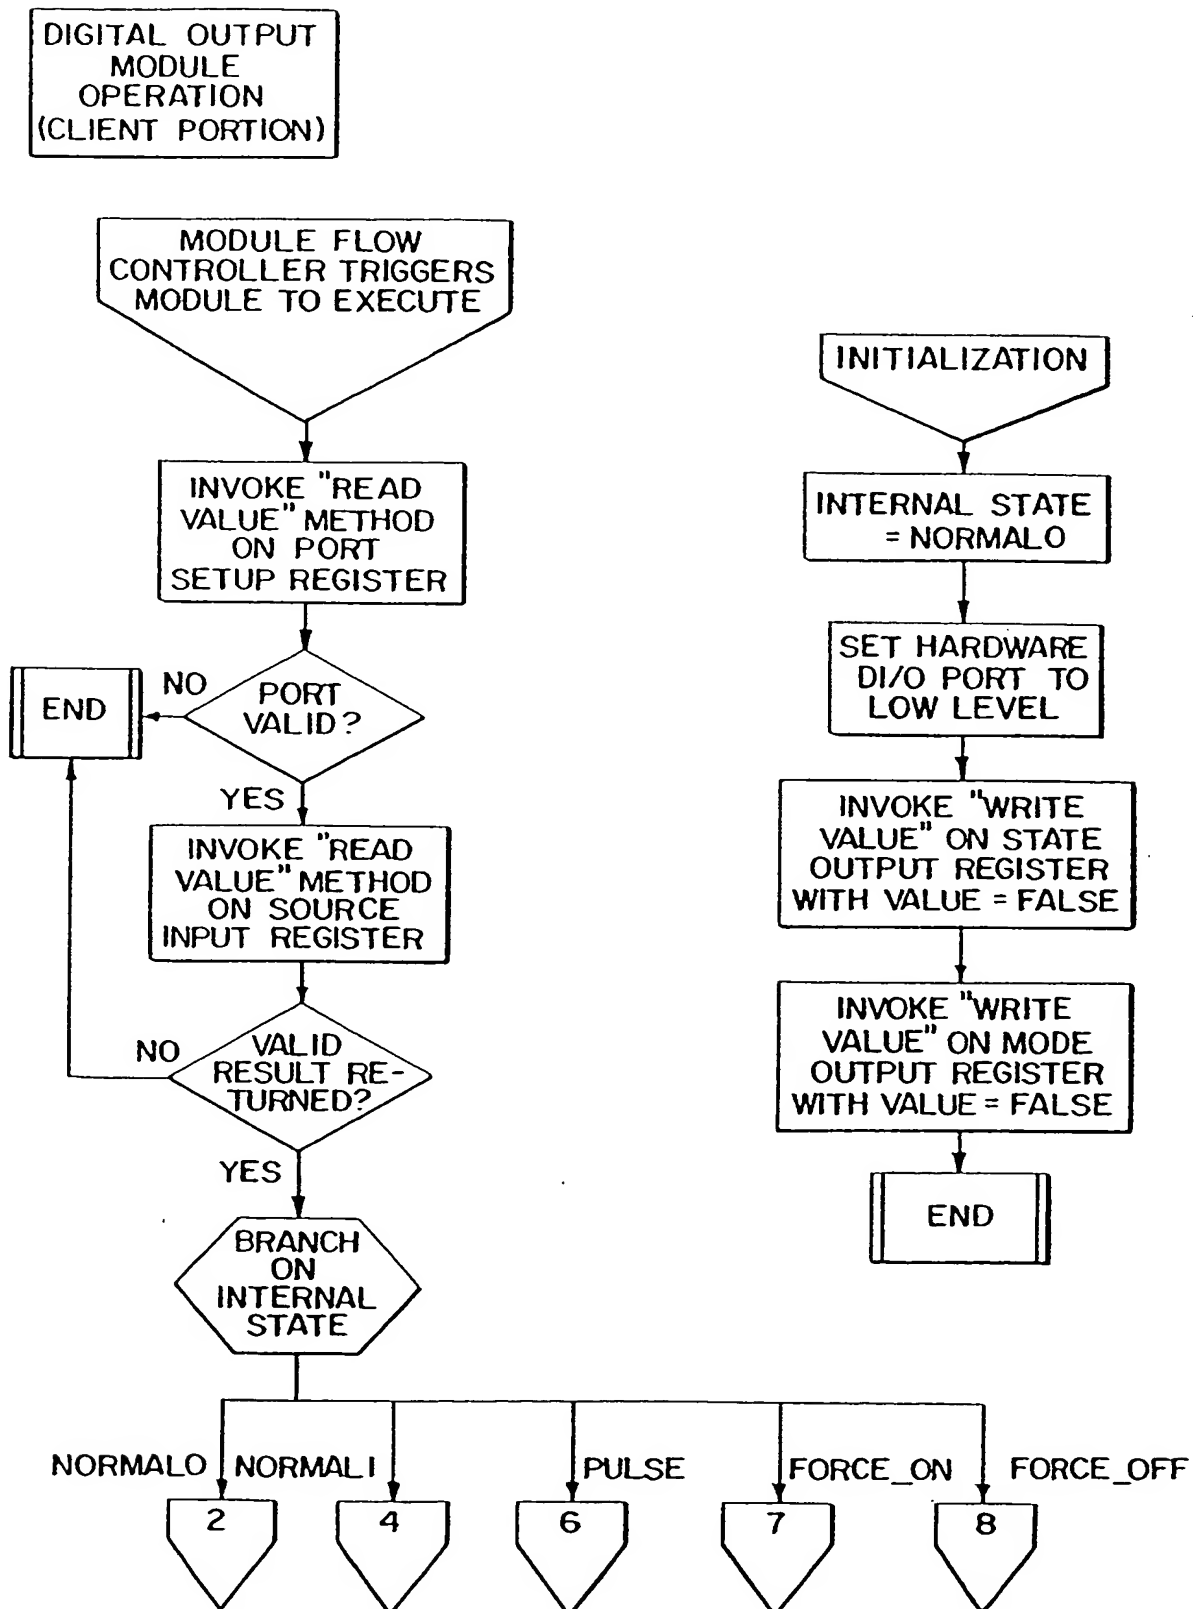 DIGITAL OUTPUT
MODULE
OPERATION
(CLIENT PORTION)
MODULE FLOW
CONTROLLER TRIGGERS
MODULE TO EXECUTE
INVOKE "READ
VALUE" METHOD
ON PORT
SETUP REGISTER
PORT
VALID?
NO
END
YES
INVOKE "READ
VALUE" METHOD
ON SOURCE
INPUT REGISTER
VALID
RESULT RE-
TURNED?
NO
YES
BRANCH
ON
INTERNAL
STATE
NORMALO
NORMALI
PULSE
FORCE_ON
FORCE_OFF
2
4
6
7
8
INITIALIZATION
INTERNAL STATE
= NORMALO
SET HARDWARE
DI/O PORT TO
LOW LEVEL
INVOKE "WRITE
VALUE" ON STATE
OUTPUT REGISTER
WITH VALUE = FALSE
INVOKE "WRITE
VALUE" ON MODE
OUTPUT REGISTER
WITH VALUE = FALSE
END